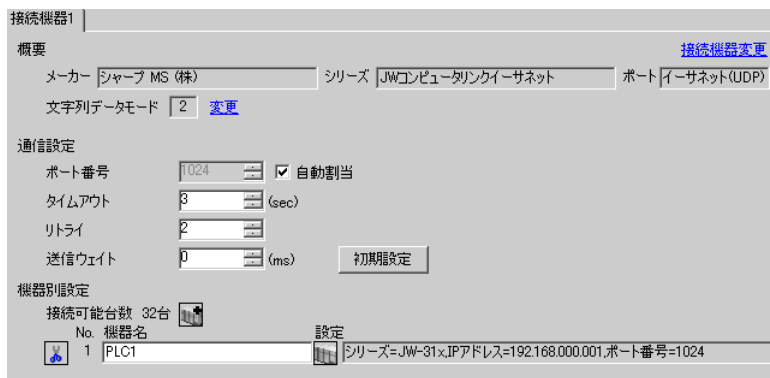 接続機器1
概要 接続機器変更
メーカー シャープ MS (株) シリーズ JWコンピュータリンクイーサネット ポート イーサネット(UDP)
文字列データモード 2 変更
通信設定
ポート番号 1024 自動割当
タイムアウト 3 (sec)
リトライ 2
送信ウェイト 0 (ms) 初期設定
機器別設定
接続可能台数 32台
No. 機器名 設定
1 PLC1 シリーズ=JW-31x,IPアドレス=192.168.000.001,ポート番号=1024